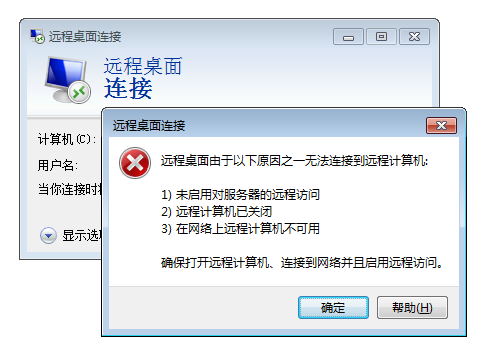 远程桌面连接
远程桌面
连接
计算机(C):
用户名:
当你连接时
显示选
远程桌面连接
远程桌面由于以下原因之一无法连接到远程计算机:
1) 未启用对服务器的远程访问
2) 远程计算机已关闭
3) 在网络上远程计算机不可用
确保打开远程计算机、连接到网络并且启用远程访问。
确定
帮助(H)